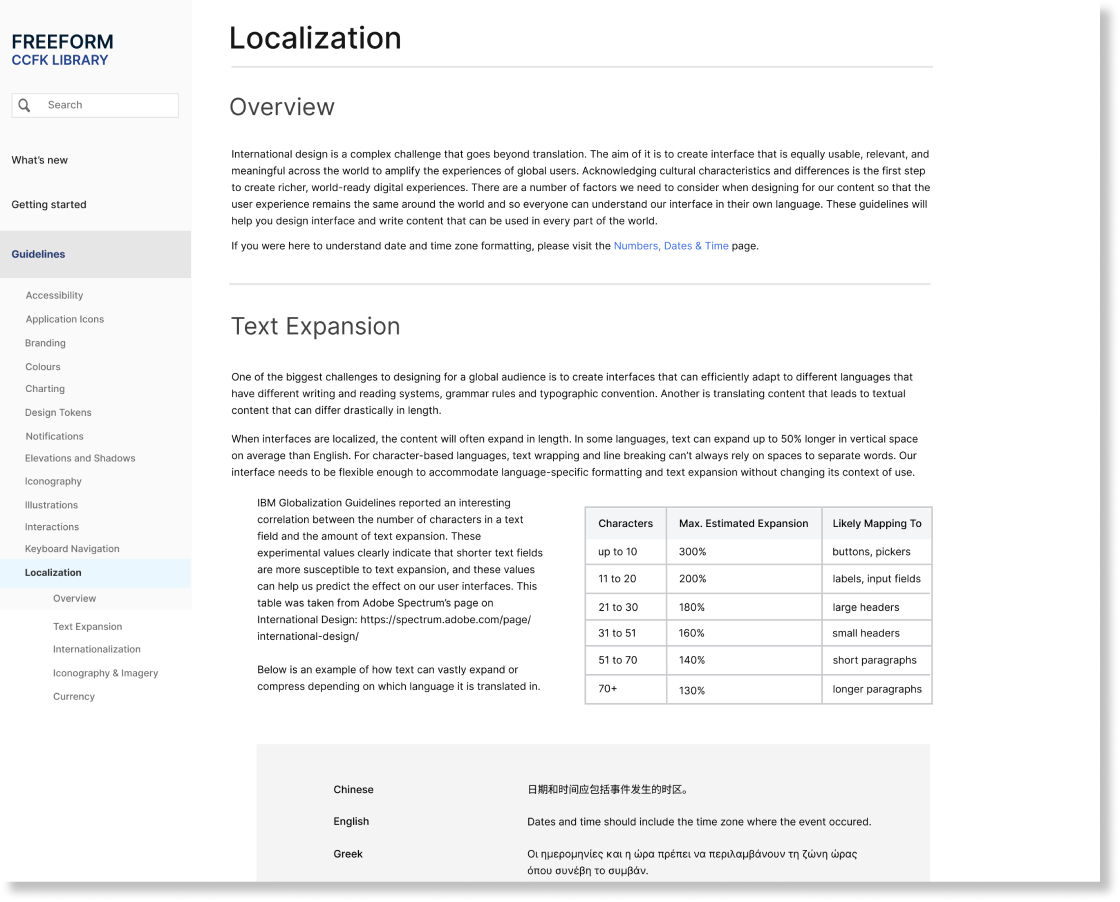 FREEFORM
CCFK LIBRARY
Search
What's new
Getting started
Guidelines
Accessibility
Application Icons
Branding
Colours
Charting
Design Tokens
Notifications
Elevations and Shadows
Iconography
Illustrations
Interactions
Keyboard Navigation
Localization
Overview
Text Expansion
Internationalization
Iconography & Imagery
Currency
Localization
Overview
International design is a complex challenge that goes beyond translation. The aim of it is to create interface that is equally usable, relevant, and
meaningful across the world to amplify the experiences of global users. Acknowledging cultural characteristics and differences is the first step
to create richer, world-ready digital experiences. There are a number of factors we need to consider when designing for our content so that the
user experience remains the same around the world and so everyone can understand our interface in their own language. These guidelines will
help you design interface and write content that can be used in every part of the world.
If you were here to understand date and time zone formatting, please visit the Numbers, Dates & Time page.
Text Expansion
One of the biggest challenges to designing for a global audience is to create interfaces that can efficiently adapt to different languages that
have different writing and reading systems, grammar rules and typographic convention. Another is translating content that leads to textual
content that can differ drastically in length.
When interfaces are localized, the content will often expand in length. In some languages, text can expand up to 50% longer in vertical space
on average than English. For character-based languages, text wrapping and line breaking can't always rely on spaces to separate words. Our
interface needs to be flexible enough to accommodate language-specific formatting and text expansion without changing its context of use.
IBM Globalization Guidelines reported an interesting
correlation between the number of characters in a text
field and the amount of text expansion. These
experimental values clearly indicate that shorter text fields
are more susceptible to text expansion, and these values
can help us predict the effect on our user interfaces. This
table was taken from Adobe Spectrum's page on
International Design: https://spectrum.adobe.com/page/
international-design/
Below is an example of how text can vastly expand or
compress depending on which language it is translated in.
Characters Max. Estimated Expansion Likely Mapping To
up to 10 300% buttons, pickers
11 to 20 200% labels, input fields
21 to 30 180% large headers
31 to 51 160% small headers
51 to 70 140% short paragraphs
70+ 130% longer paragraphs
Chinese 日期和时间应包括事件发生的时区。
English Dates and time should include the time zone where the event occured.
Greek Οι ημερομηνίες και η ώρα πρέπει να περιλαμβάνουν τη ζώνη ώρας
όπου συνέβη το συμβάν.